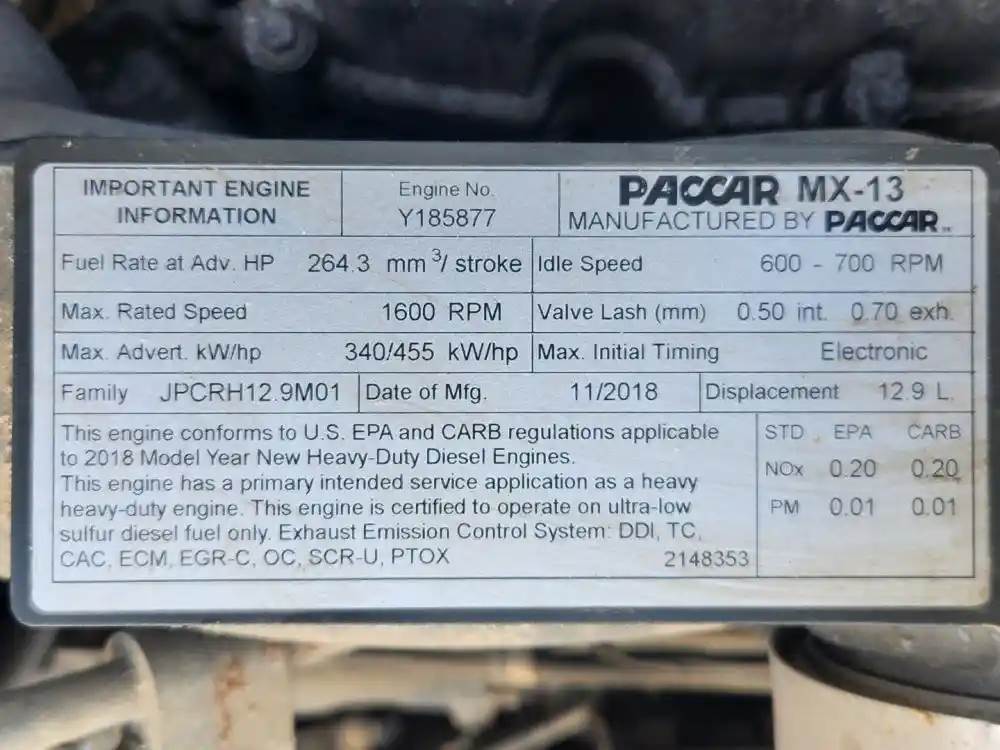 IMPORTANT ENGINE INFORMATION
Engine No.
Y185877
PACCAR MX-13
MANUFACTURED BY PACCAR™
Fuel Rate at Adv. HP 264.3 mm³/ stroke
Idle Speed 600 - 700 RPM
Max. Rated Speed 1600 RPM
Valve Lash (mm) 0.50 int. 0.70 exh.
Max. Advert. kW/hp 340/455 kW/hp
Max. Initial Timing Electronic
Family JPCRH12.9M01
Date of Mfg. 11/2018
Displacement 12.9 L.
This engine conforms to U.S. EPA and CARB regulations applicable
to 2018 Model Year New Heavy-Duty Diesel Engines.
This engine has a primary intended service application as a heavy
heavy-duty engine. This engine is certified to operate on ultra-low
sulfur diesel fuel only. Exhaust Emission Control System: DDI, TC,
CAC, ECM, EGR-C, OC, SCR-U, PTOX 2148353
STD EPA CARB
NOx 0.20 0.20
PM 0.01 0.01